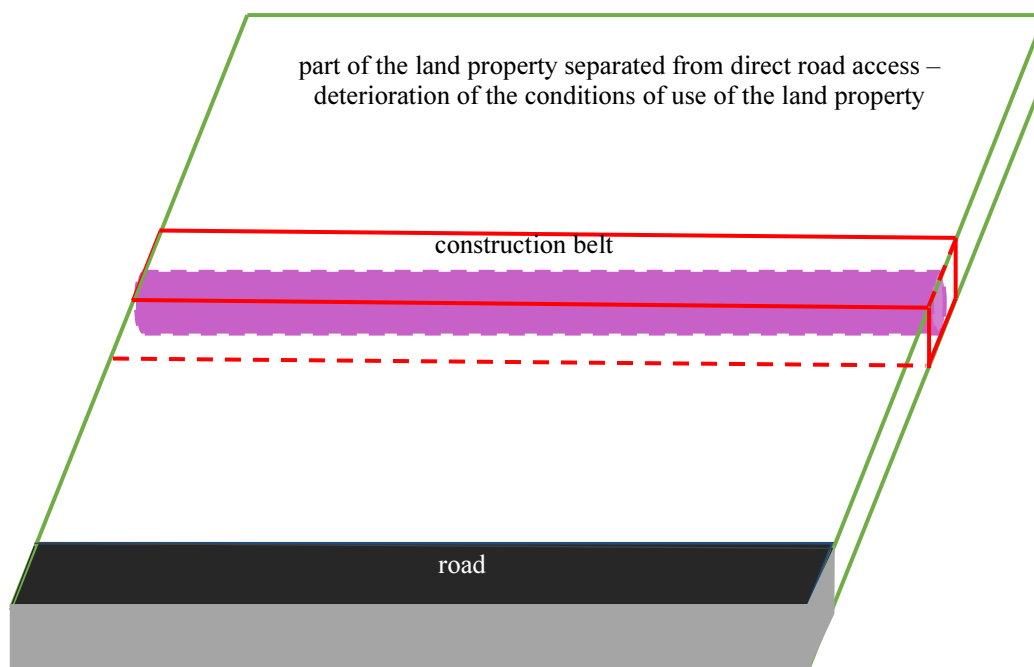 part of the land property separated from direct road access –
deterioration of the conditions of use of the land property
construction belt
road